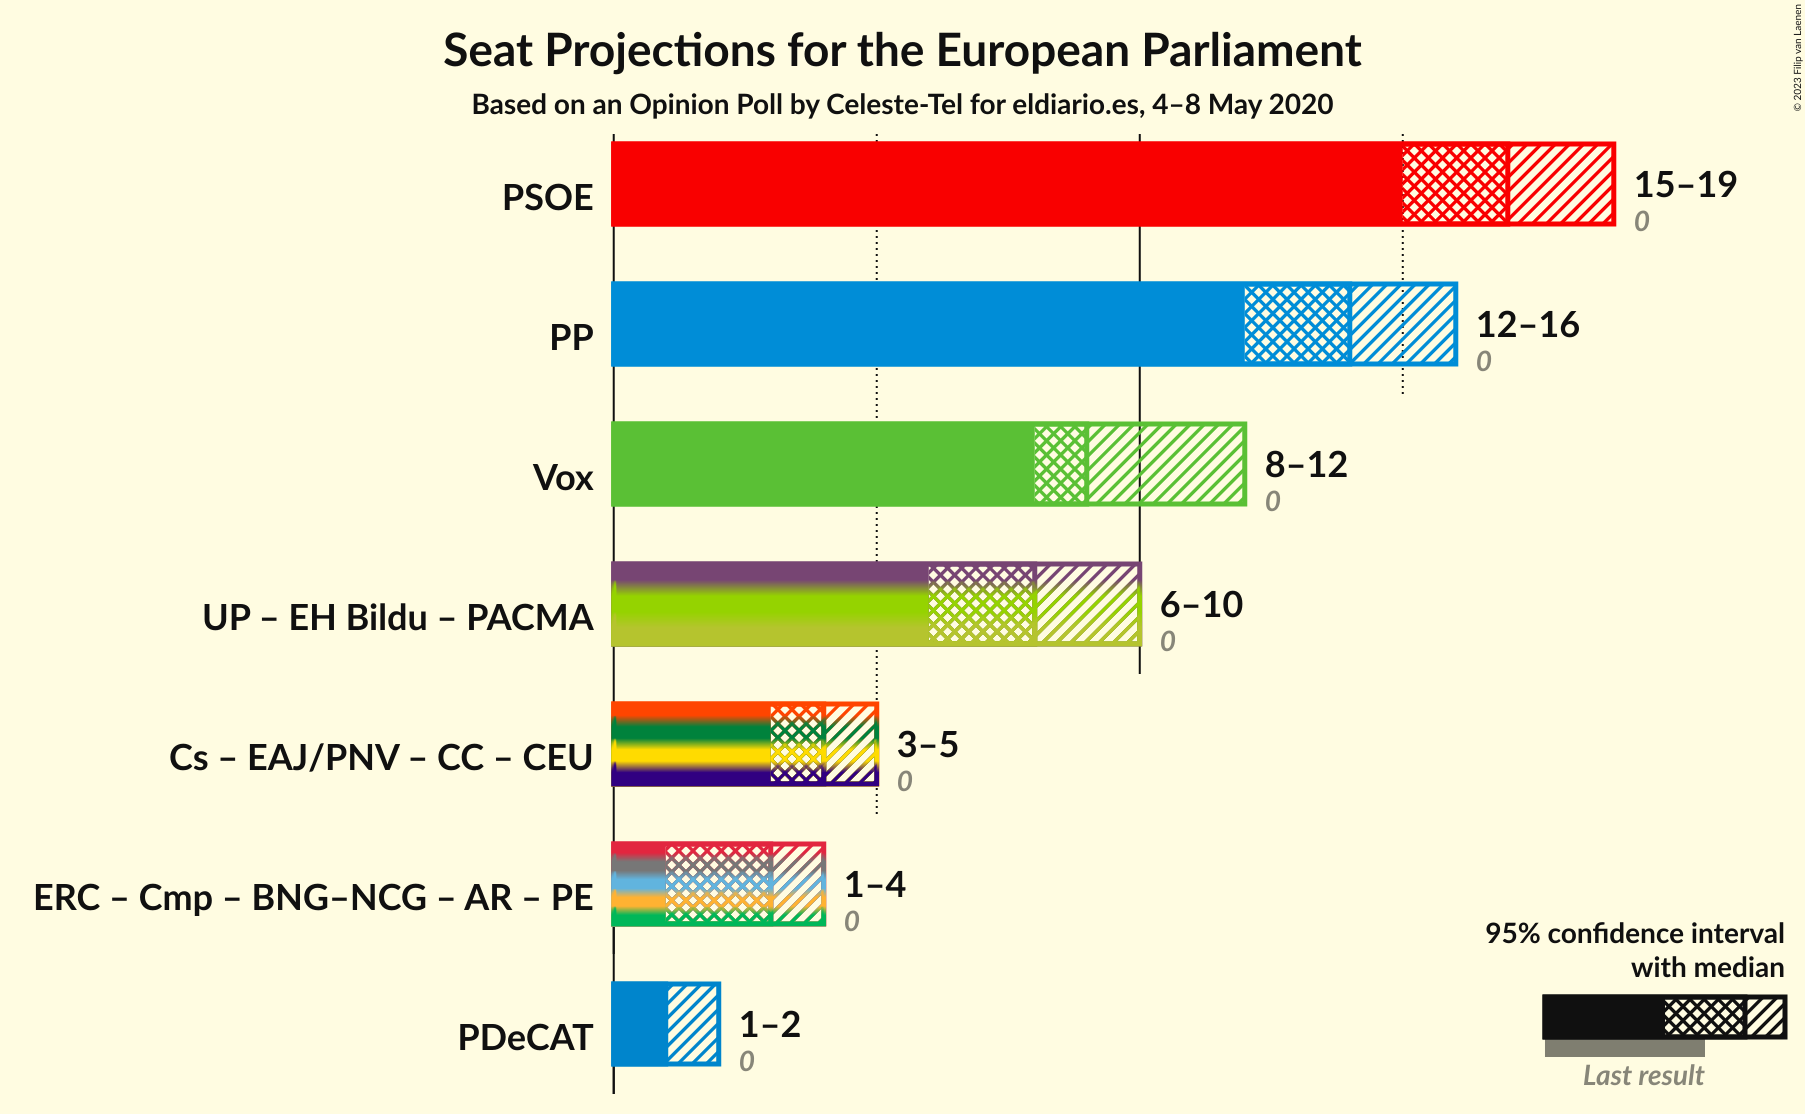 Seat Projections for the European Parliament
Based on an Opinion Poll by Celeste-Tel for eldiario.es, 4–8 May 2020
© 2023 Filip van Laenen
PSOE
15–19
0
PP
12–16
0
Vox
8–12
0
UP – EH Bildu – PACMA
6–10
0
Cs – EAJ/PNV – CC – CEU
3–5
0
ERC – Cmp – BNG–NCG – AR – PE
1–4
0
PDeCAT
1–2
0
95% confidence interval
with median
Last result